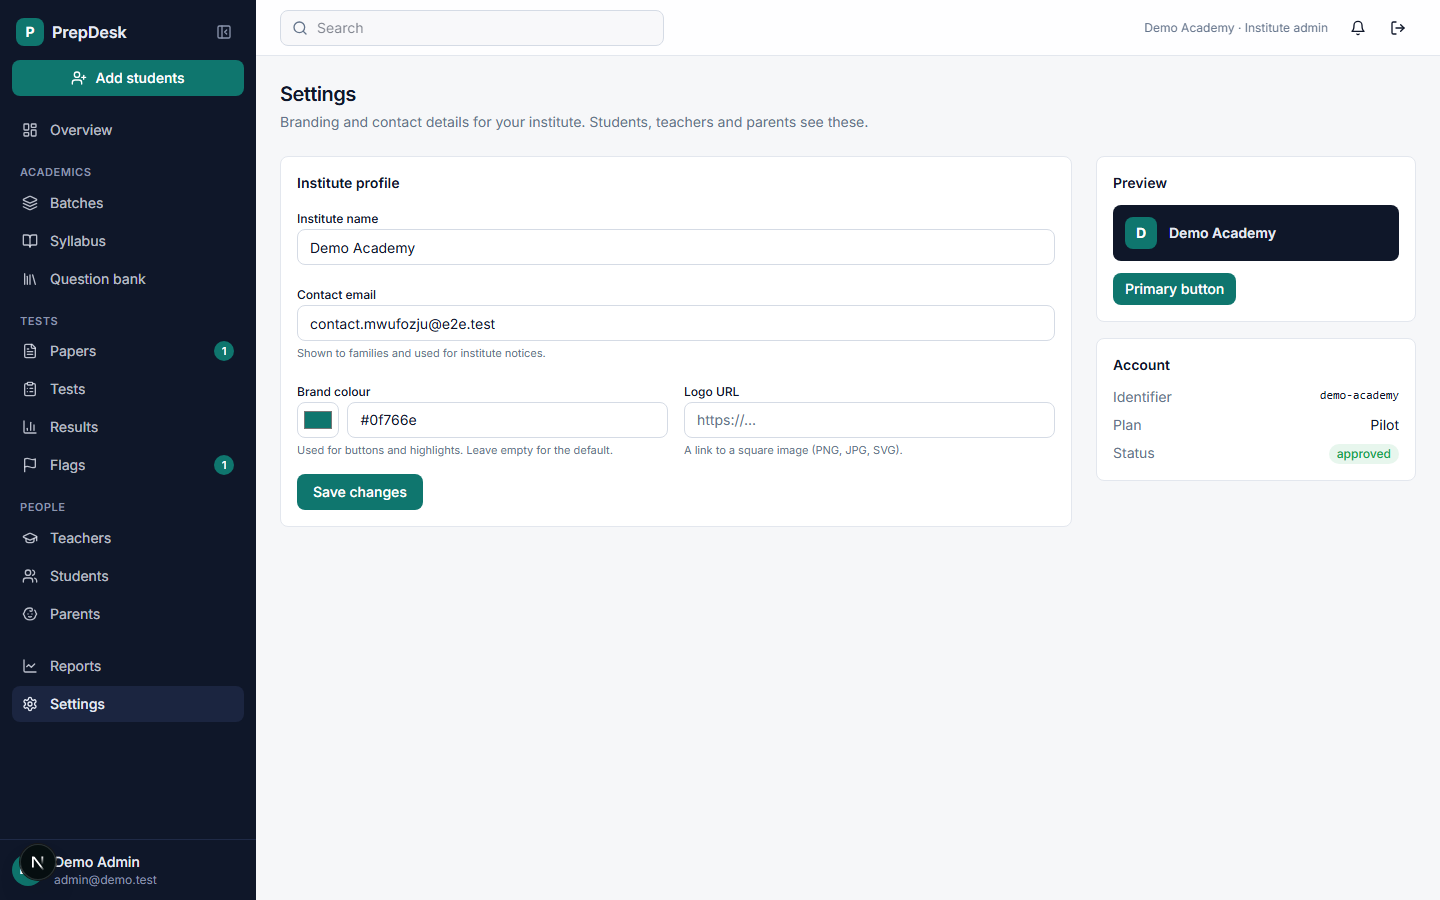 P PrepDesk
Add students
Overview
ACADEMICS
Batches
Syllabus
Question bank
TESTS
Papers 1
Tests
Results
Flags 1
PEOPLE
Teachers
Students
Parents
Reports
Settings
N
Demo Admin
admin@demo.test
Search
Demo Academy · Institute admin
Settings
Branding and contact details for your institute. Students, teachers and parents see these.
Institute profile
Institute name
Demo Academy
Contact email
contact.mwufozju@e2e.test
Shown to families and used for institute notices.
Brand colour
#0f766e
Used for buttons and highlights. Leave empty for the default.
Logo URL
https://...
A link to a square image (PNG, JPG, SVG).
Save changes
Preview
D Demo Academy
Primary button
Account
Identifier demo-academy
Plan Pilot
Status approved